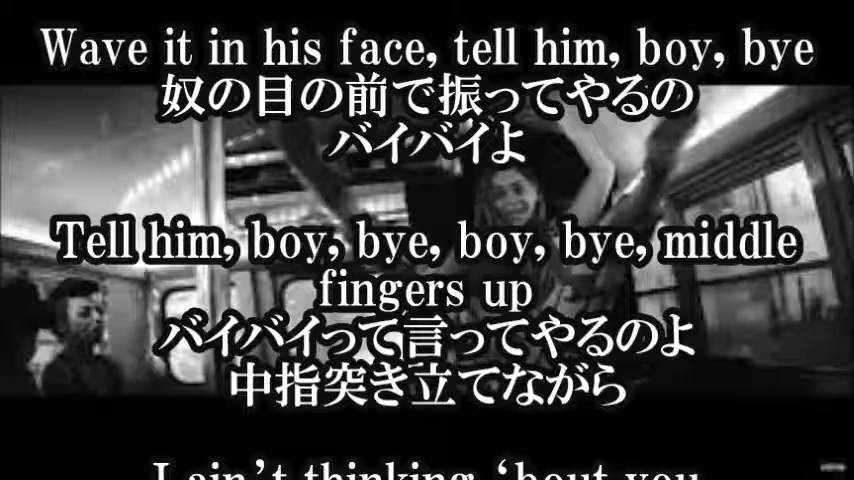 Wave it in his face, tell him, boy, bye
奴の目の前で振ってやるの
バイバイよ
Tell him, boy, bye, boy, bye, middle
fingers up
バイバイって言ってやるのよ
中指突き立てながら
I ain’t thinking ‘bout you